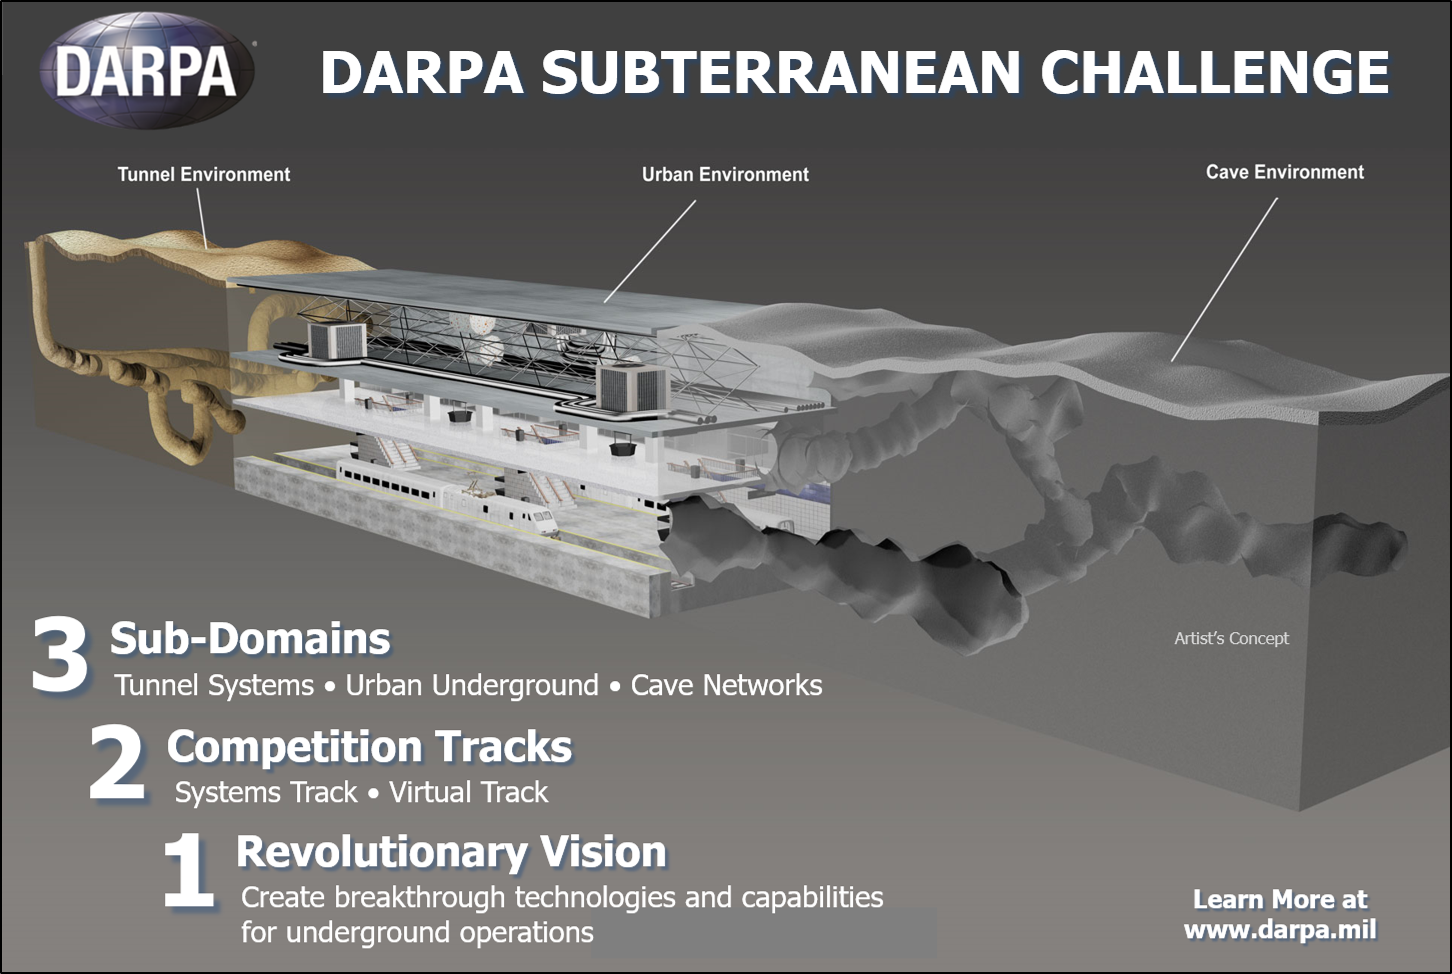 DARPA
DARPA SUBTERRANEAN CHALLENGE
Tunnel Environment
Urban Environment
Cave Environment
Artist's Concept
3 Sub-Domains
Tunnel Systems • Urban Underground • Cave Networks
2 Competition Tracks
Systems Track • Virtual Track
1 Revolutionary Vision
Create breakthrough technologies and capabilities
for underground operations
Learn More at
www.darpa.mil